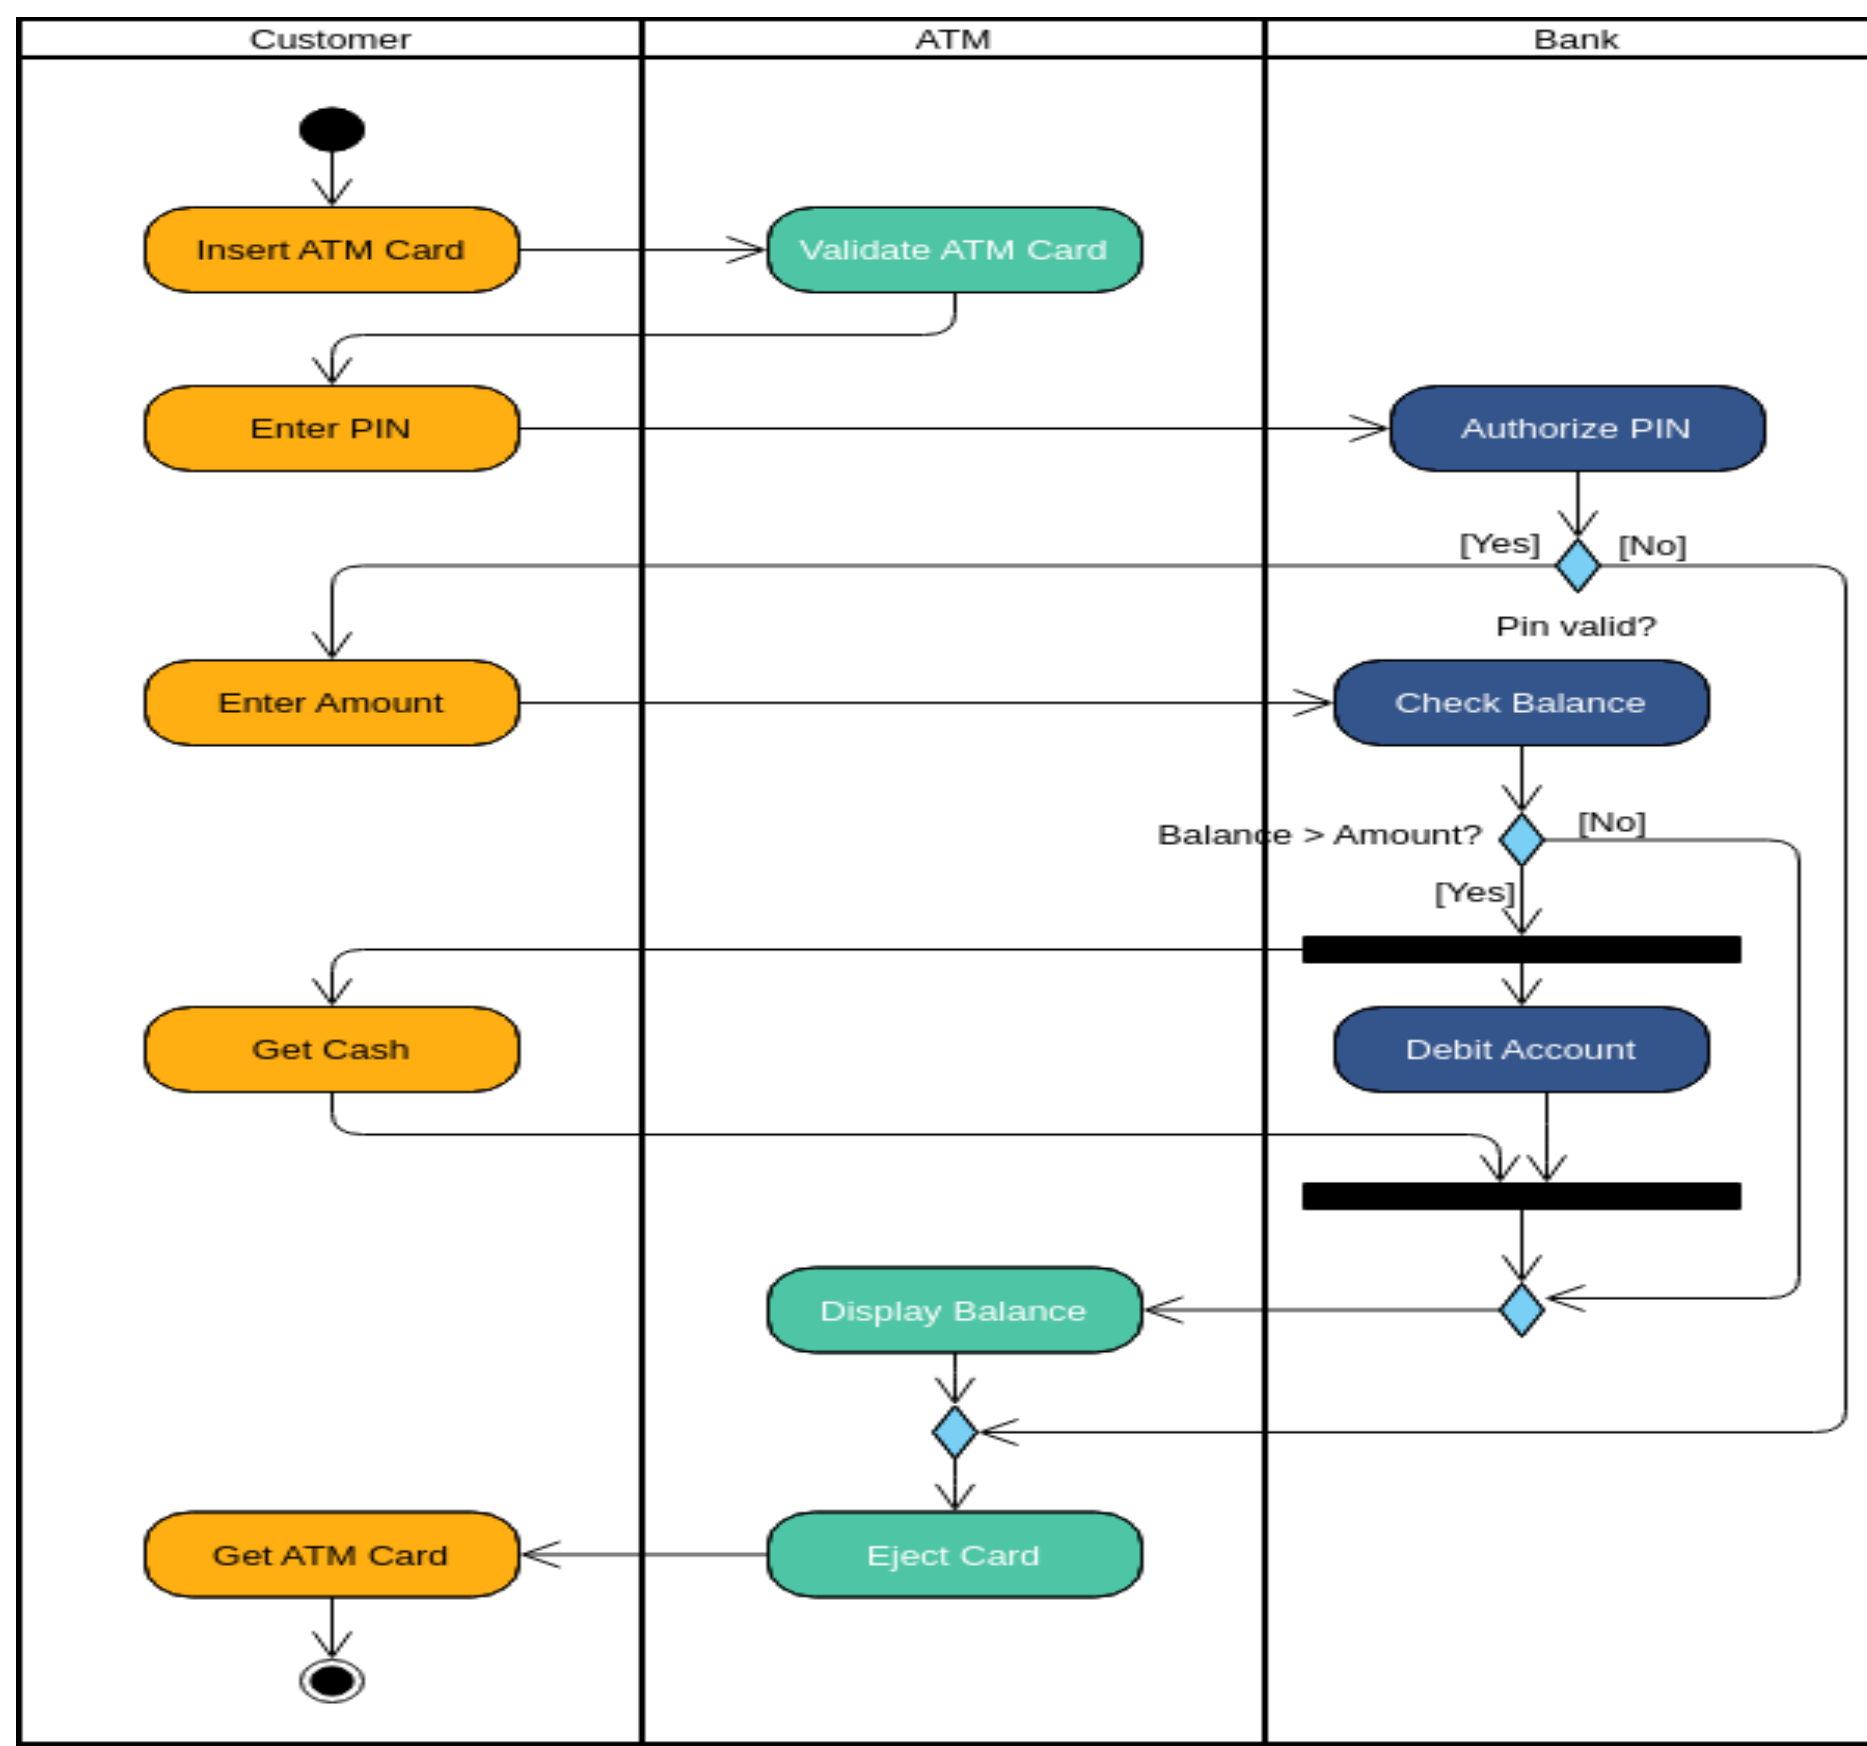 Customer
ATM
Bank
Insert ATM Card
Validate ATM Card
Enter PIN
Authorize PIN
[Yes]
[No]
Pin valid?
Enter Amount
Check Balance
Balance > Amount?
[No]
[Yes]
Get Cash
Debit Account
Display Balance
Get ATM Card
Eject Card